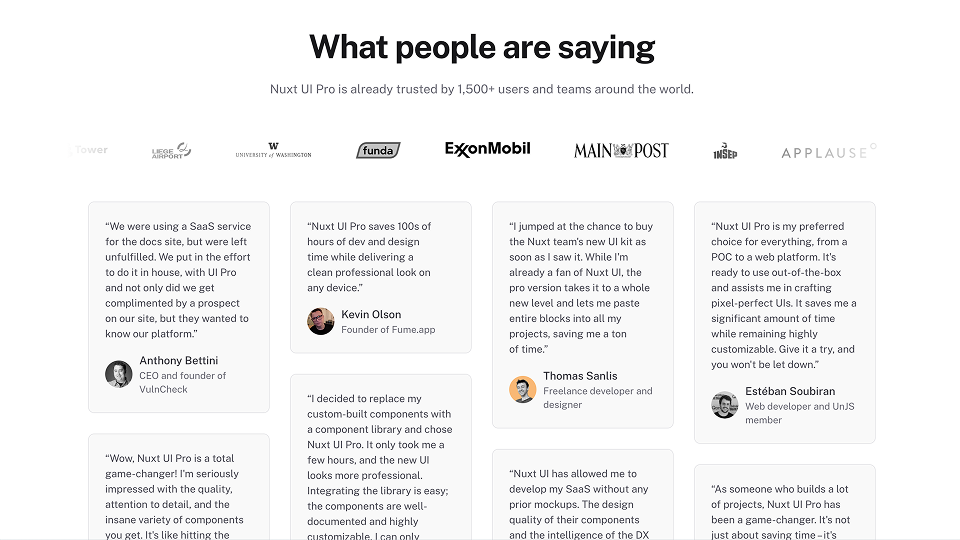 What people are saying
Nuxt UI Pro is already trusted by 1,500+ users and teams around the world.
Tower
LIEGE
AIRPORT
W
UNIVERSITY of WASHINGTON
funda
ExxonMobil
MAIN POST
INSEP
APPLAUSE
“We were using a SaaS service
for the docs site, but were left
unfulfilled. We put in the effort
to do it in house, with UI Pro
and not only did we get
complimented by a prospect
on our site, but they wanted to
know our platform.”
Anthony Bettini
CEO and founder of
VulnCheck
“Wow, Nuxt UI Pro is a total
game-changer! I'm seriously
impressed with the quality,
attention to detail, and the
insane variety of components
you get. It's like hitting the
“Nuxt UI Pro saves 100s of
hours of dev and design
time while delivering a
clean professional look on
any device.”
Kevin Olson
Founder of Fume.app
“I decided to replace my
custom-built components with
a component library and chose
Nuxt UI Pro. It only took me a
few hours, and the new UI
looks more professional.
Integrating the library is easy;
the components are well-
documented and highly
customizable. I can only
“I jumped at the chance to buy
the Nuxt team's new UI kit as
soon as I saw it. While I'm
already a fan of Nuxt UI, the
pro version takes it to a whole
new level and lets me paste
entire blocks into all my
projects, saving me a ton
of time.”
Thomas Sanlis
Freelance developer and
designer
“Nuxt UI has allowed me to
develop my SaaS without any
prior mockups. The design
quality of their components
and the intelligence of the DX
“Nuxt UI Pro is my preferred
choice for everything, from a
POC to a web platform. It's
ready to use out-of-the-box
and assists me in crafting
pixel-perfect UIs. It saves me a
significant amount of time
while remaining highly
customizable. Give it a try, and
you won't be let down.”
Estéban Soubiran
Web developer and UnJS
member
“As someone who builds a lot
of projects, Nuxt UI Pro has
been a game-changer. It's not
just about saving time – it's